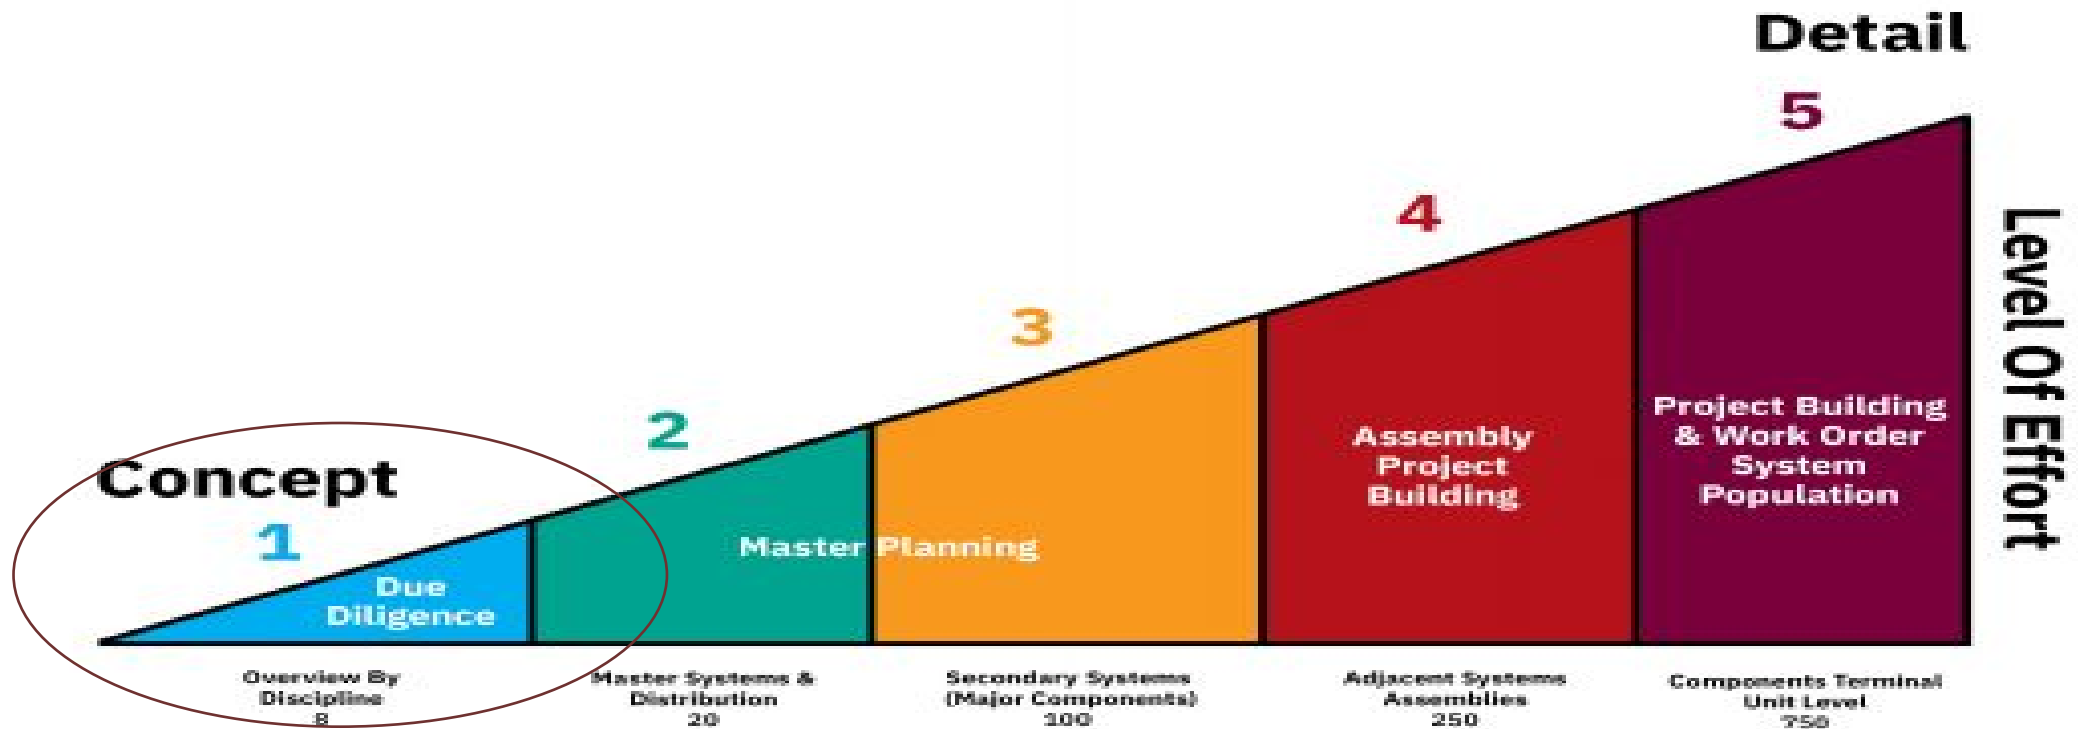 Detail
5
4
3
2
Concept
1
Level Of Effort
Due
Diligence
Master Planning
Assembly
Project
Building
Project Building
& Work Order
System
Population
Overview By
Discipline
8
Master Systems &
Distribution
20
Secondary Systems
(Major Components)
100
Adjacent Systems
Assemblies
250
Components Terminal
Unit Level
750